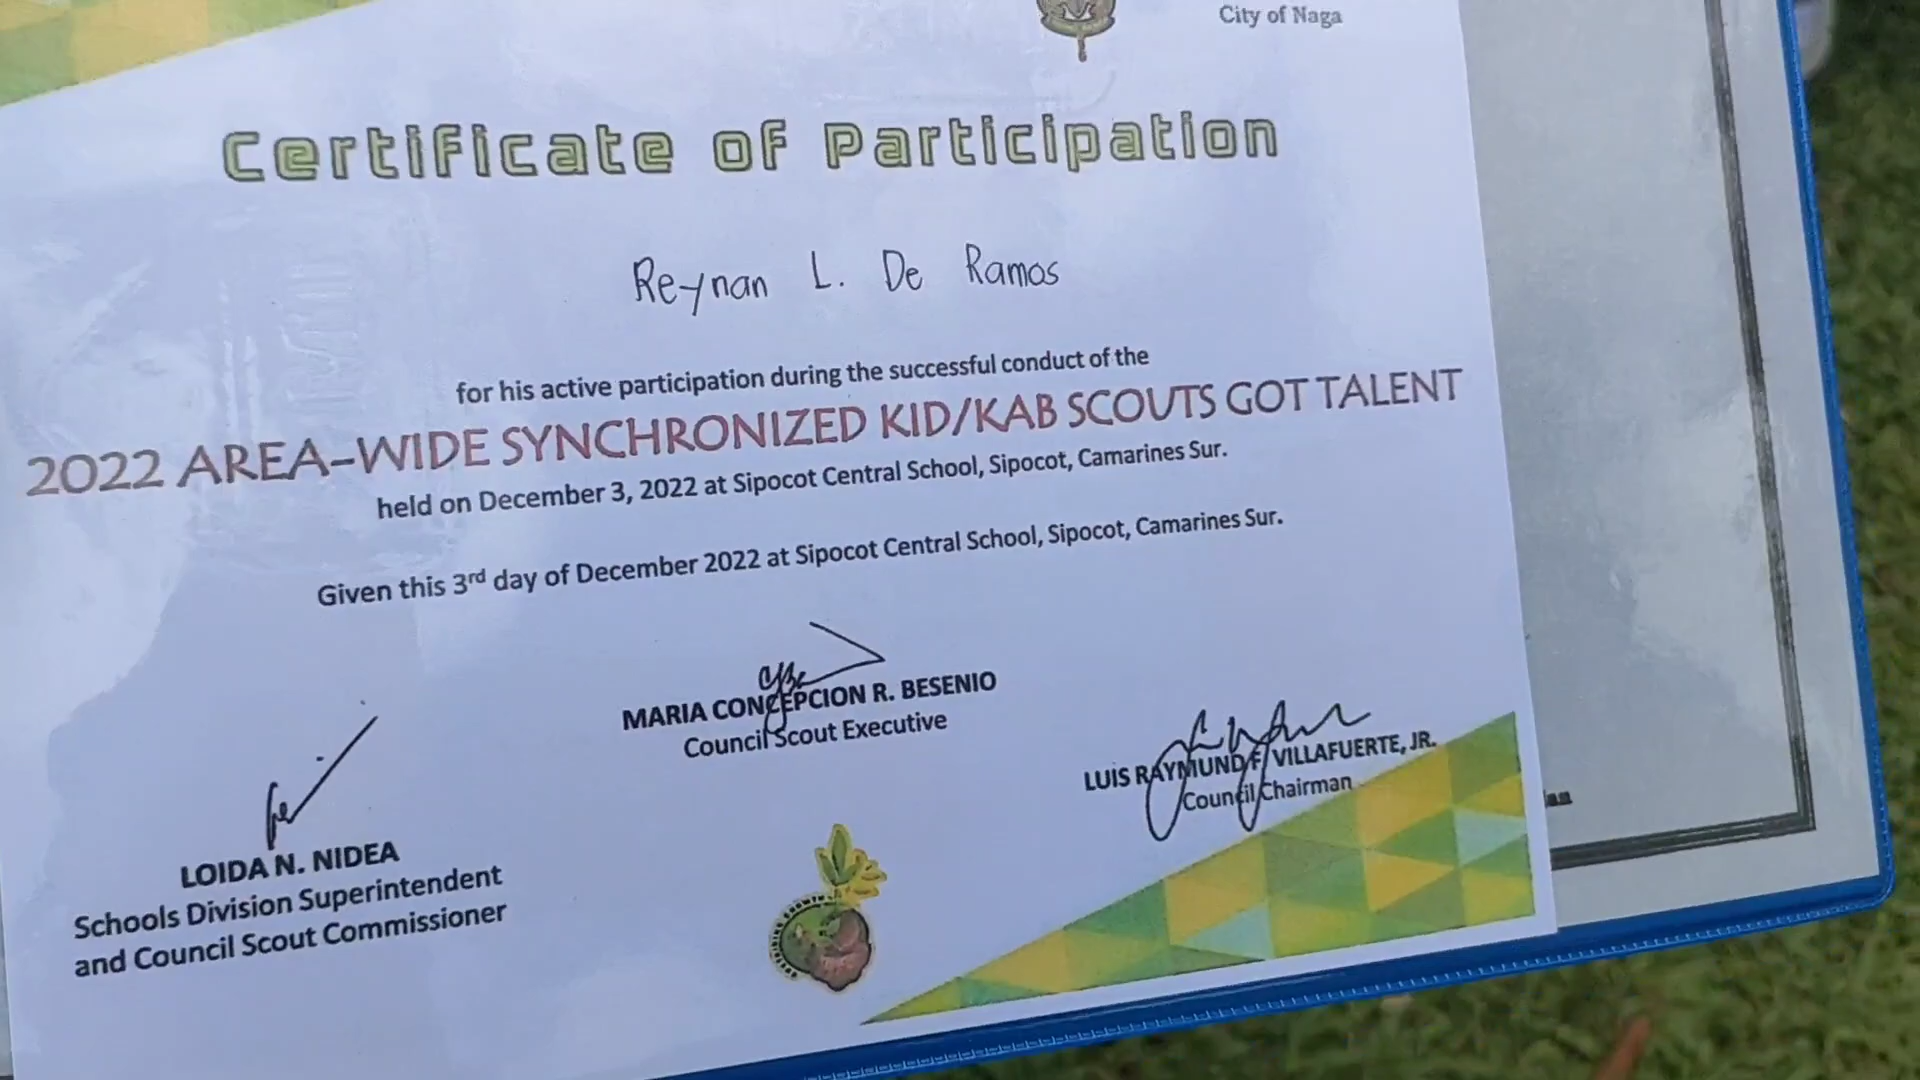 City of Naga
Certificate of Participation
Reynan L. De Ramos
for his active participation during the successful conduct of the
2022 AREA-WIDE SYNCHRONIZED KID/KAB SCOUTS GOT TALENT
held on December 3, 2022 at Sipocot Central School, Sipocot, Camarines Sur.
Given this 3rd day of December 2022 at Sipocot Central School, Sipocot, Camarines Sur.
MARIA CONCEPCION R. BESENIO
Council Scout Executive
LUIS RAYMUND F. VILLAFUERTE, JR.
Council Chairman
LOIDA N. NIDEA
Schools Division Superintendent
and Council Scout Commissioner